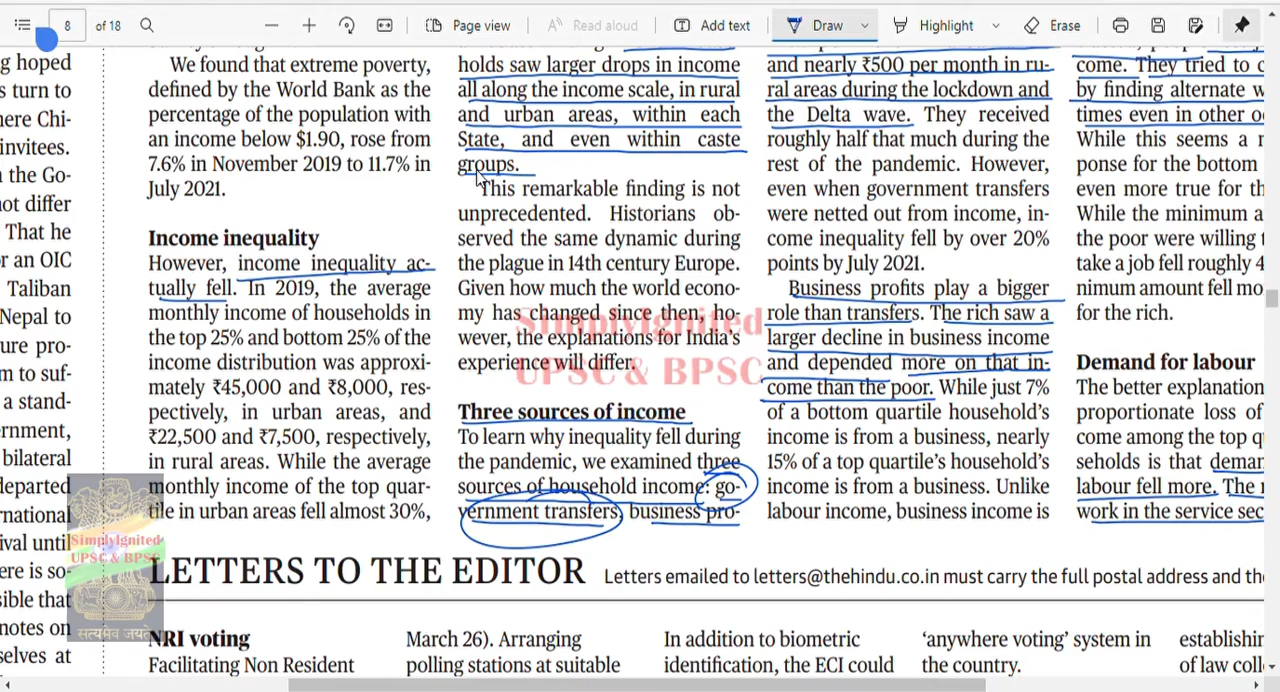 8 of 18
Page view
Read aloud
Add text
Draw
Highlight
Erase
g hoped
s turn to
here Chi-
invitees.
n the Go-
not differ
That he
or an OIC
Taliban
Nepal to
ure pro-
m to suf-
a stand-
ernment,
bilateral
departed
rnational
ival until
ere is so-
sible that
notes on
selves at
We found that extreme poverty,
defined by the World Bank as the
percentage of the population with
an income below $1.90, rose from
7.6% in November 2019 to 11.7% in
July 2021.
Income inequality
However, income inequality ac-
tually fell. In 2019, the average
monthly income of households in
the top 25% and bottom 25% of the
income distribution was approxi-
mately ₹45,000 and ₹8,000, res-
pectively, in urban areas, and
₹22,500 and ₹7,500, respectively,
in rural areas. While the average
monthly income of the top quar-
tile in urban areas fell almost 30%,
holds saw larger drops in income
all along the income scale, in rural
and urban areas, within each
State, and even within caste
groups.
This remarkable finding is not
unprecedented. Historians ob-
served the same dynamic during
the plague in 14th century Europe.
Given how much the world econo-
my has changed since then, ho-
wever, the explanations for India's
experience will differ.
Three sources of income
To learn why inequality fell during
the pandemic, we examined three
sources of household income: go-
vernment transfers, business pro-
and nearly ₹500 per month in ru-
ral areas during the lockdown and
the Delta wave. They received
roughly half that much during the
rest of the pandemic. However,
even when government transfers
were netted out from income, in-
come inequality fell by over 20%
points by July 2021.
Business profits play a bigger
role than transfers. The rich saw a
larger decline in business income
and depended more on that in-
come than the poor. While just 7%
of a bottom quartile household's
income is from a business, nearly
15% of a top quartile's household's
income is from a business. Unlike
labour income, business income is
come. They tried to c
by finding alternate w
times even in other o
While this seems a r
ponse for the bottom
even more true for th
While the minimum a
the poor were willing t
take a job fell roughly 4
nimum amount fell mo
for the rich.
Demand for labour
The better explanation
proportionate loss of
come among the top q
seholds is that deman
labour fell more. The
work in the service sec
SimplyIgnited
UPSC & BPSC
SimplyIgnited
UPSC & BPSC
सत्यमेव जयते
LETTERS TO THE EDITOR Letters emailed to letters@thehindu.co.in must carry the full postal address and the
NRI voting
Facilitating Non Resident
March 26). Arranging
polling stations at suitable
In addition to biometric
identification, the ECI could
'anywhere voting' system in
the country.
establishin
of law coll